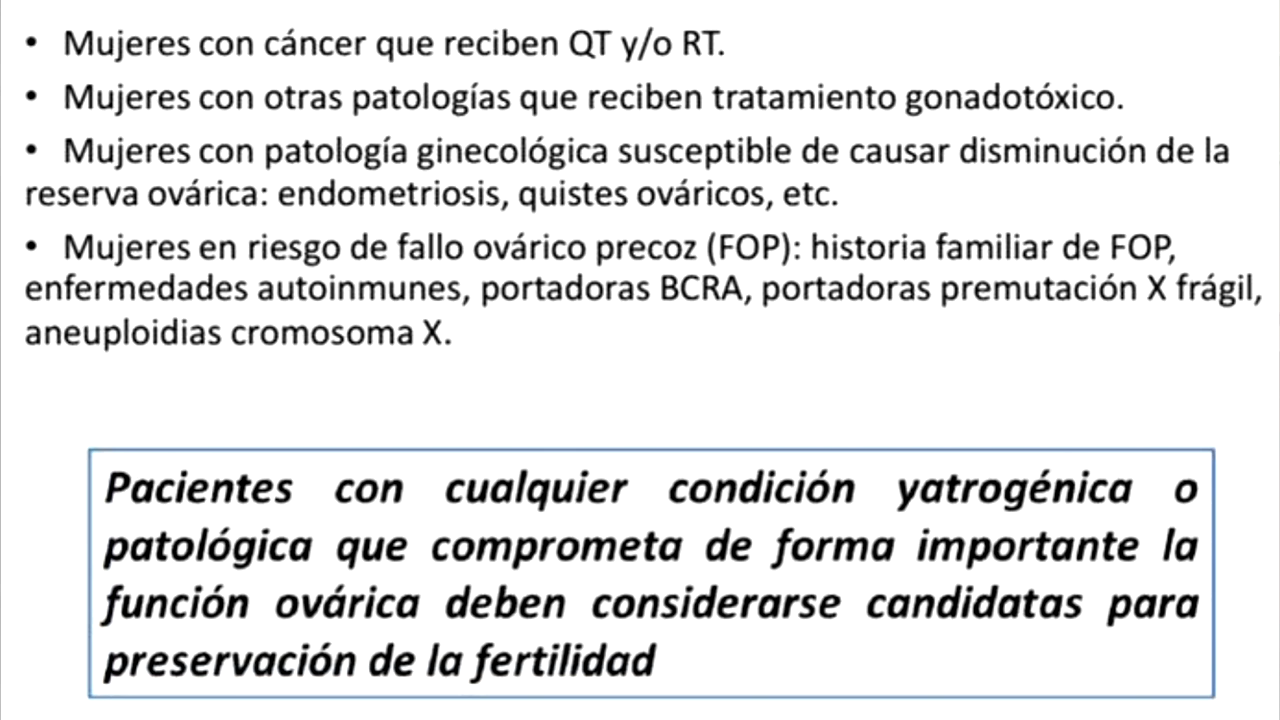 • Mujeres con cáncer que reciben QT y/o RT.
• Mujeres con otras patologías que reciben tratamiento gonadotóxico.
• Mujeres con patología ginecológica susceptible de causar disminución de la
reserva ovárica: endometriosis, quistes ováricos, etc.
• Mujeres en riesgo de fallo ovárico precoz (FOP): historia familiar de FOP,
enfermedades autoinmunes, portadoras BCRA, portadoras premutación X frágil,
aneuploidias cromosoma X.
Pacientes con cualquier condición yatrogénica o
patológica que comprometa de forma importante la
función ovárica deben considerarse candidatas para
preservación de la fertilidad